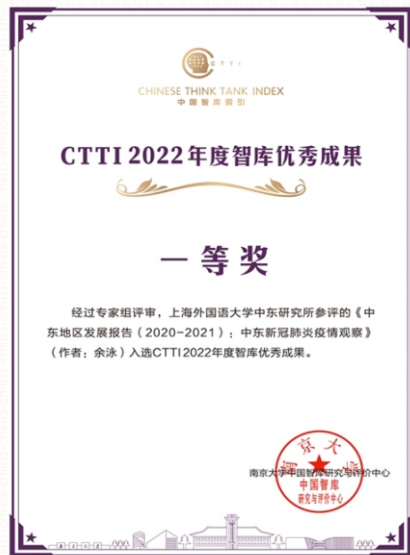 CTTI
CHINESE THINK TANK INDEX
中国智库索引
CTTI 2022 年度智库优秀成果
一等奖
经过专家组评审，上海外国语大学中东研究所参评的《中
东地区发展报告（2020-2021）：中东新冠肺炎疫情观察》
（作者：余泳）入选CTTI 2022年度智库优秀成果。
南京大学
南京大学中国智库研究与评价中心
中国智库
研究与评价中心